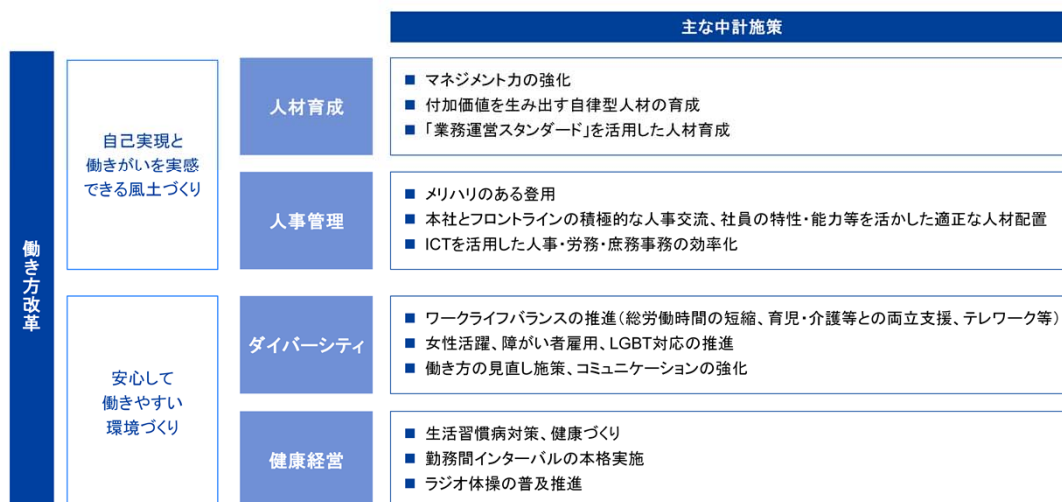 主な中計施策
働き方改革
自己実現と
働きがいを実感
できる風土づくり
人材育成
■ マネジメント力の強化
■ 付加価値を生み出す自律型人材の育成
■ 「業務運営スタンダード」を活用した人材育成
人事管理
■ メリハリのある登用
■ 本社とフロントラインの積極的な人事交流、社員の特性・能力等を活かした適正な人材配置
■ ICTを活用した人事・労務・庶務事務の効率化
安心して
働きやすい
環境づくり
ダイバーシティ
■ ワークライフバランスの推進(総労働時間の短縮、育児・介護等との両立支援、テレワーク等)
■ 女性活躍、障がい者雇用、LGBT対応の推進
■ 働き方の見直し施策、コミュニケーションの強化
健康経営
■ 生活習慣病対策、健康づくり
■ 勤務間インターバルの本格実施
■ ラジオ体操の普及推進